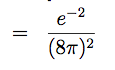 = e⁻² / (8π)²